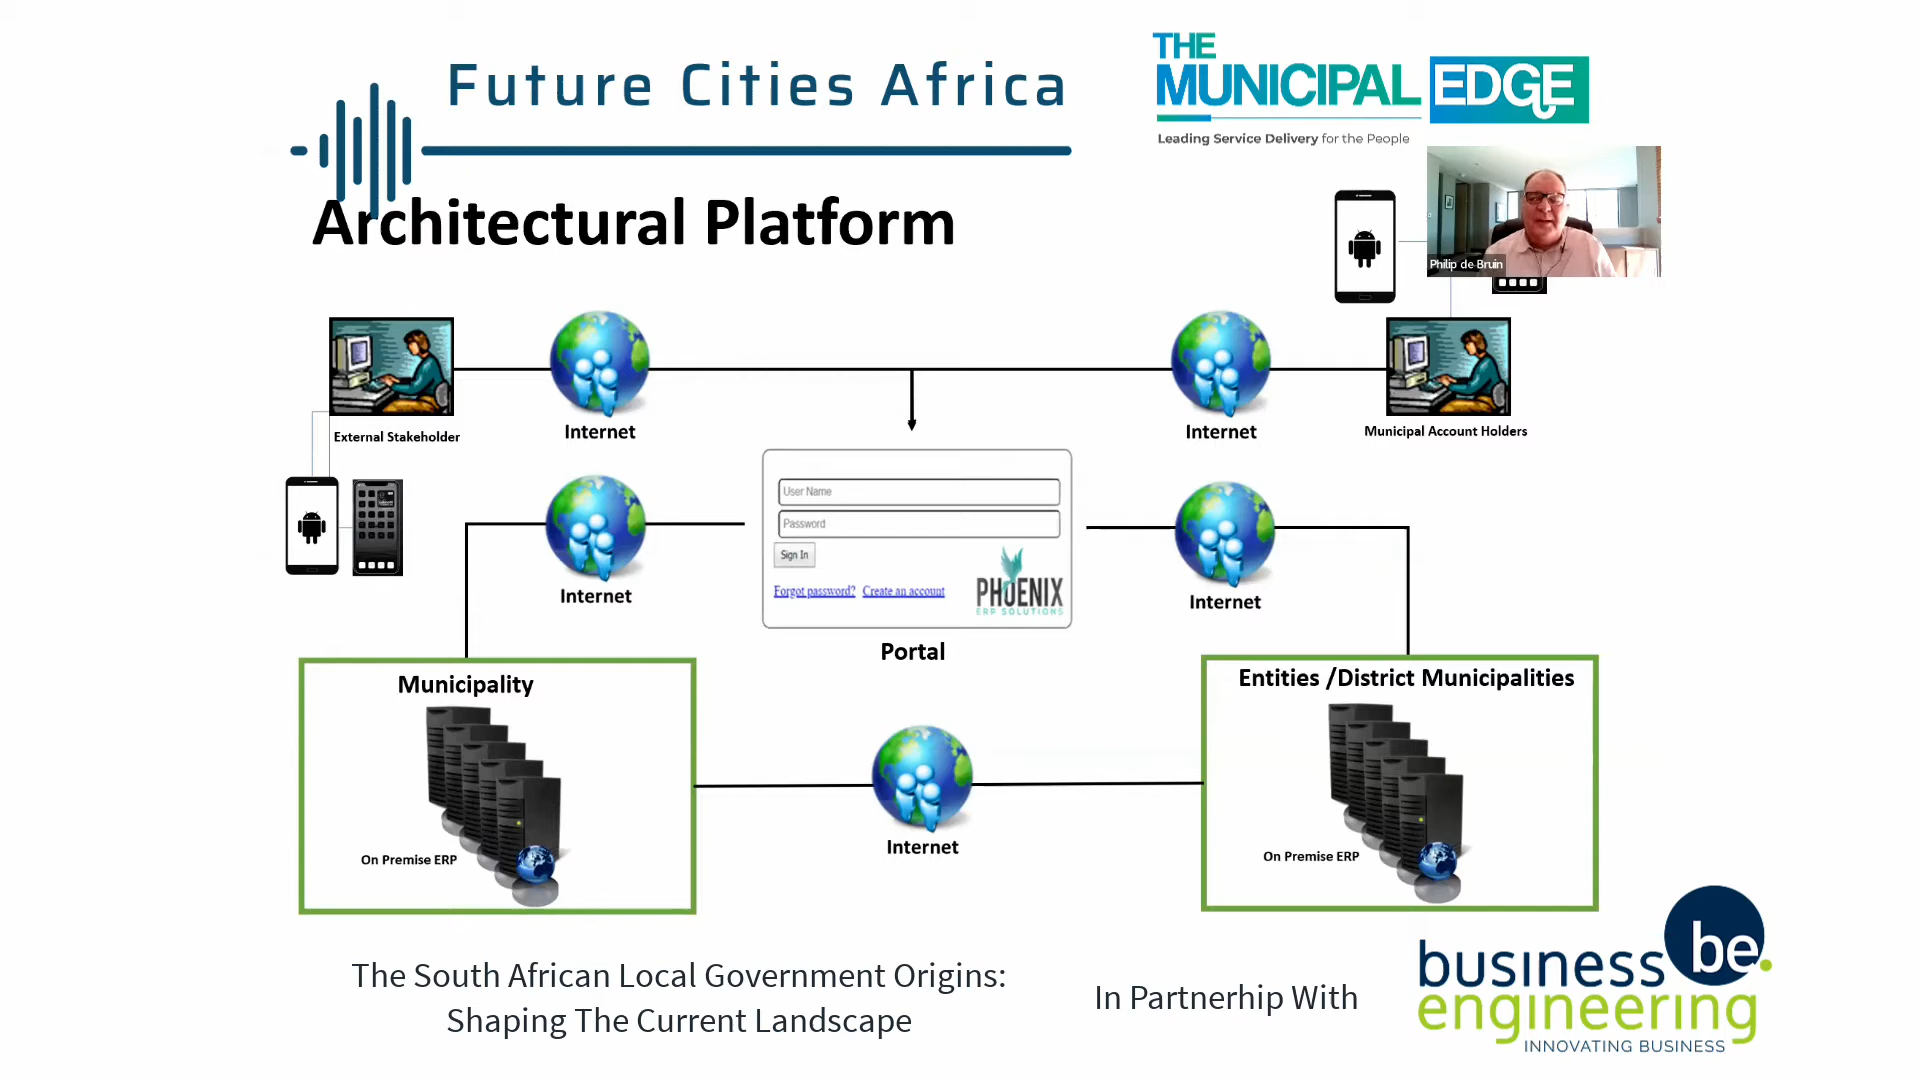 Future Cities Africa
THE
MUNICIPAL EDGE
Leading Service Delivery for the People
Architectural Platform
Philip de Bruin
External Stakeholder
Internet
Internet
Municipal Account Holders
User Name
Password
Sign In
Forgot password? Create an account
PHOENIX
ERP SOLUTIONS
Internet
Internet
Portal
Municipality
On Premise ERP
Internet
Entities /District Municipalities
On Premise ERP
The South African Local Government Origins:
Shaping The Current Landscape
In Partnerhip With
business be.
engineering
INNOVATING BUSINESS